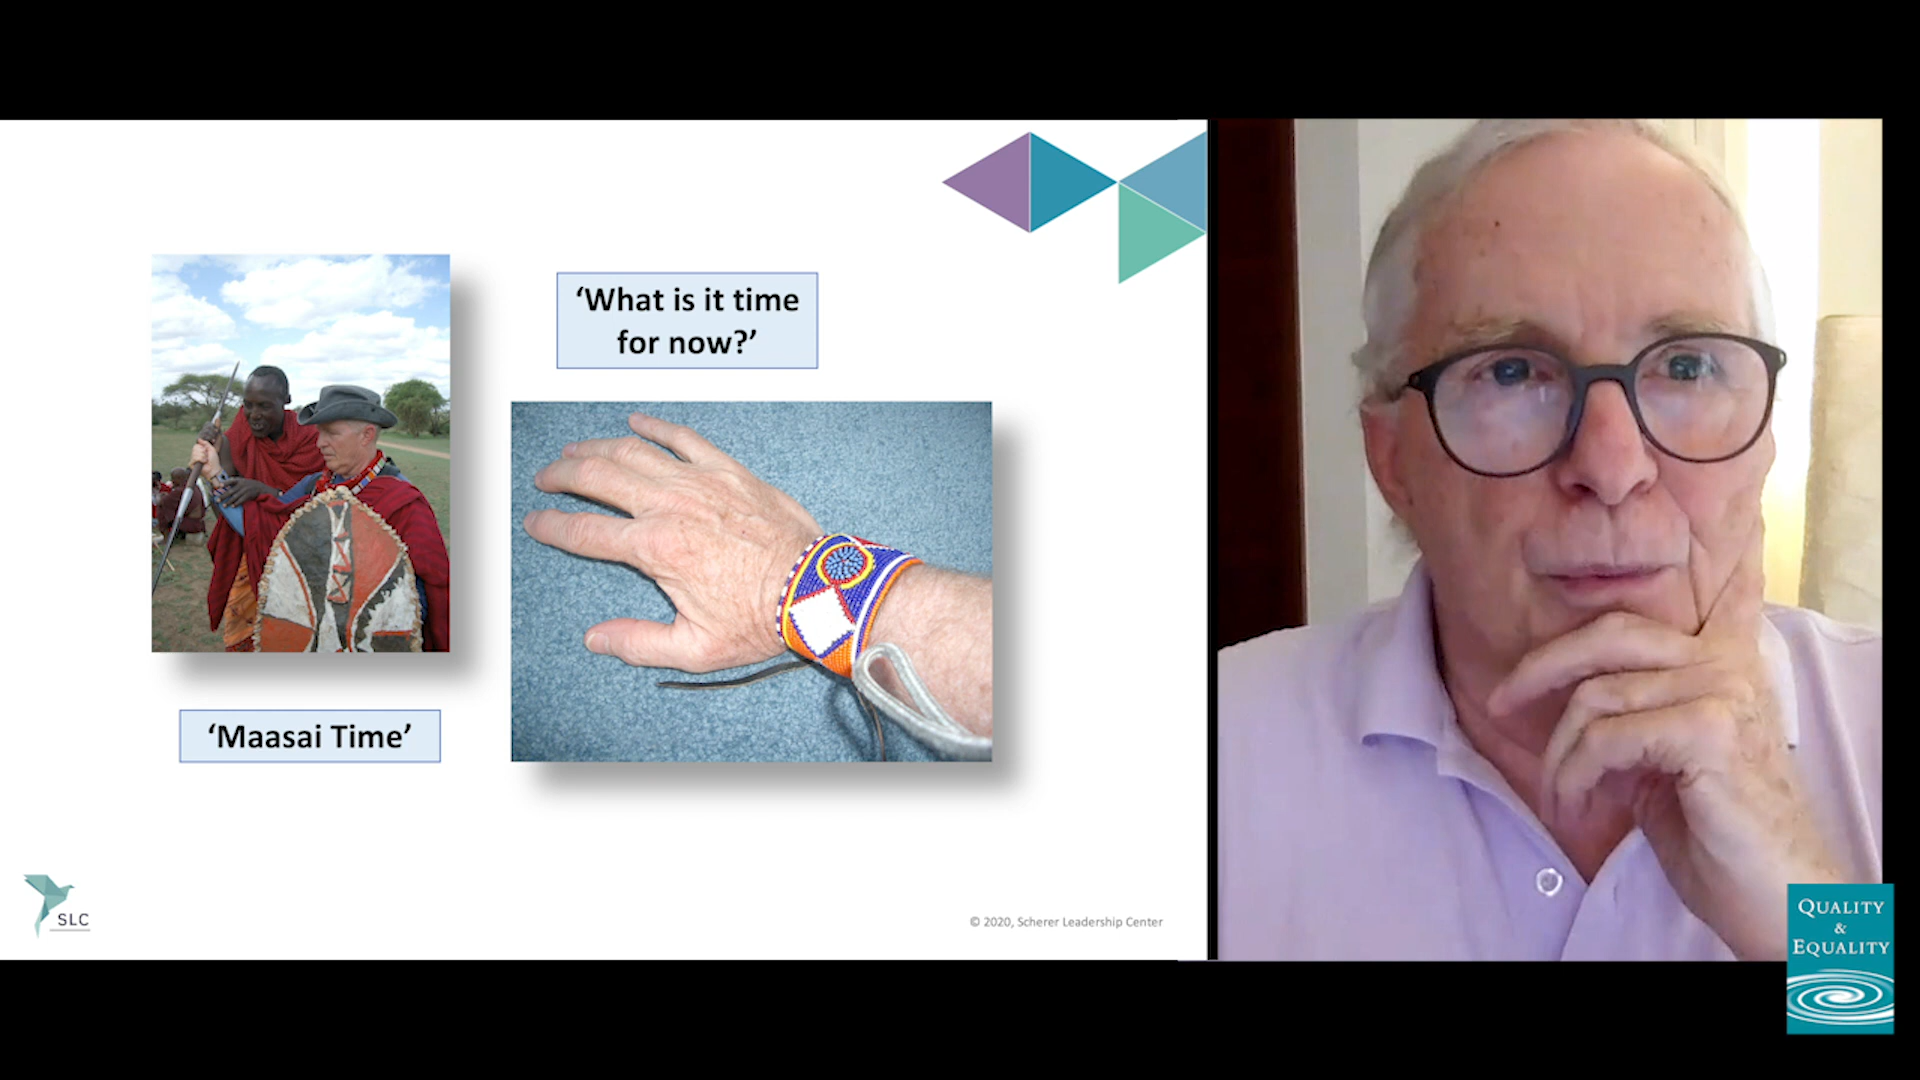 ‘What is it time
for now?’
‘Maasai Time’
SLC
© 2020, Scherer Leadership Center
QUALITY
&
EQUALITY